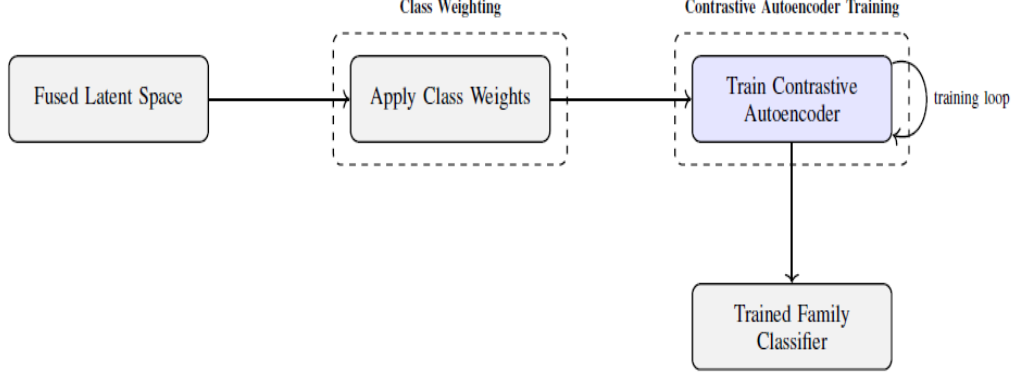 Class Weighting
Contrastive Autoencoder Training
Fused Latent Space
Apply Class Weights
Train Contrastive
Autoencoder
training loop
Trained Family
Classifier